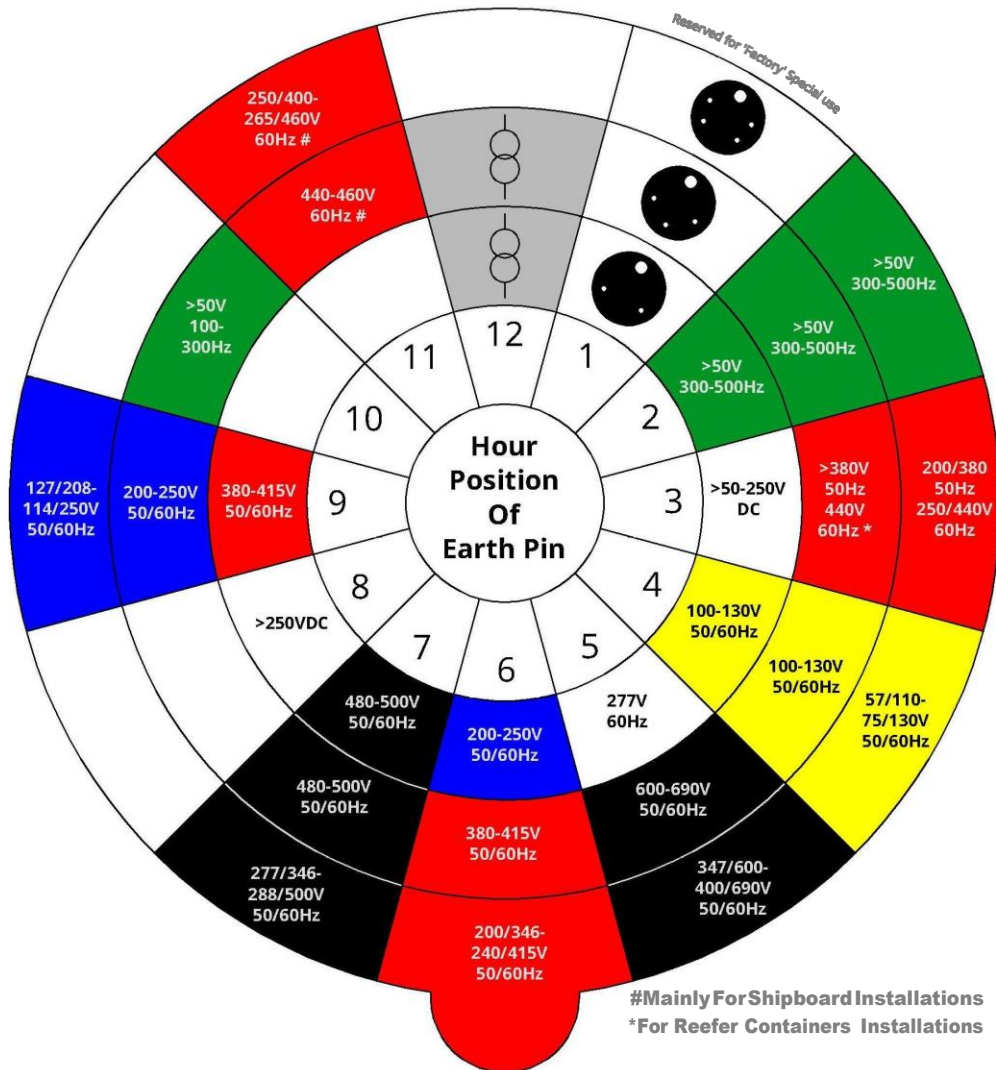 Reserved for 'Factory' Special use
250/400-
265/460V
60Hz #
440-460V
60Hz #
>50V
100-
300Hz
>50V
300-500Hz
>50V
300-500Hz
>50V
300-500Hz
12
1
2
3
4
5
6
7
8
9
10
11
Hour
Position
Of
Earth Pin
127/208-
114/250V
50/60Hz
200-250V
50/60Hz
380-415V
50/60Hz
>50-250V
DC
>380V
50Hz
440V
60Hz *
200/380
50Hz
250/440V
60Hz
100-130V
50/60Hz
100-130V
50/60Hz
57/110-
75/130V
50/60Hz
>250VDC
480-500V
50/60Hz
480-500V
50/60Hz
277/346-
288/500V
50/60Hz
200-250V
50/60Hz
380-415V
50/60Hz
200/346-
240/415V
50/60Hz
277V
60Hz
600-690V
50/60Hz
347/600-
400/690V
50/60Hz
#Mainly For Shipboard Installations
*For Reefer Containers Installations